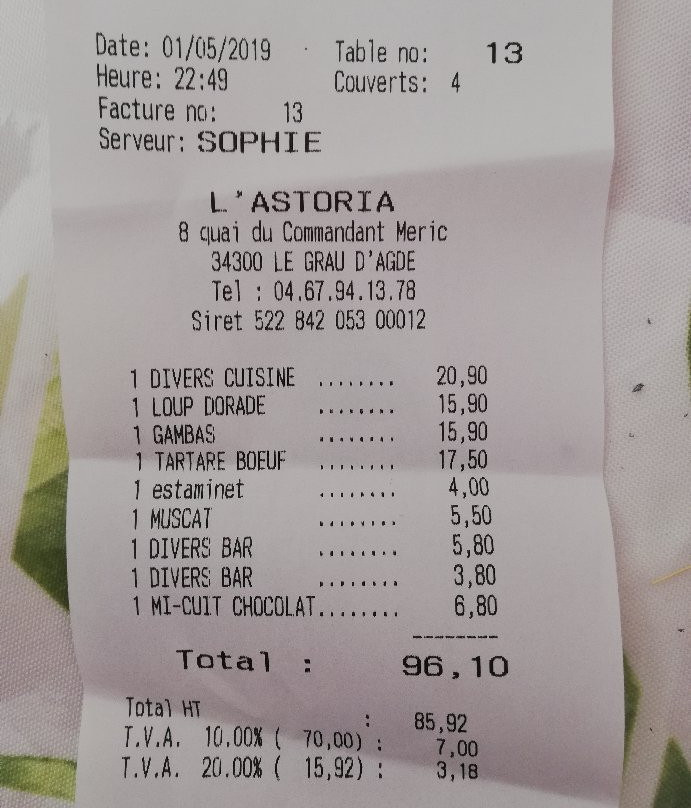 Date: 01/05/2019 Table no: 13
Heure: 22:49 Couverts: 4
Facture no: 13
Serveur: SOPHIE
L'ASTORIA
8 quai du Commandant Meric
34300 LE GRAU D'AGDE
Tel : 04.67.94.13.78
Siret 522 842 053 00012
1 DIVERS CUISINE ........ 20,90
1 LOUP DORADE ........ 15,90
1 GAMBAS ........ 15,90
1 TARTARE BOEUF ........ 17,50
1 estaminet ........ 4,00
1 MUSCAT ........ 5,50
1 DIVERS BAR ........ 5,80
1 DIVERS BAR ........ 3,80
1 MI-CUIT CHOCOLAT........ 6,80
--------
Total : 96,10
Total HT : 85,92
T.V.A. 10.00% ( 70,00) : 7,00
T.V.A. 20.00% ( 15,92) : 3,18